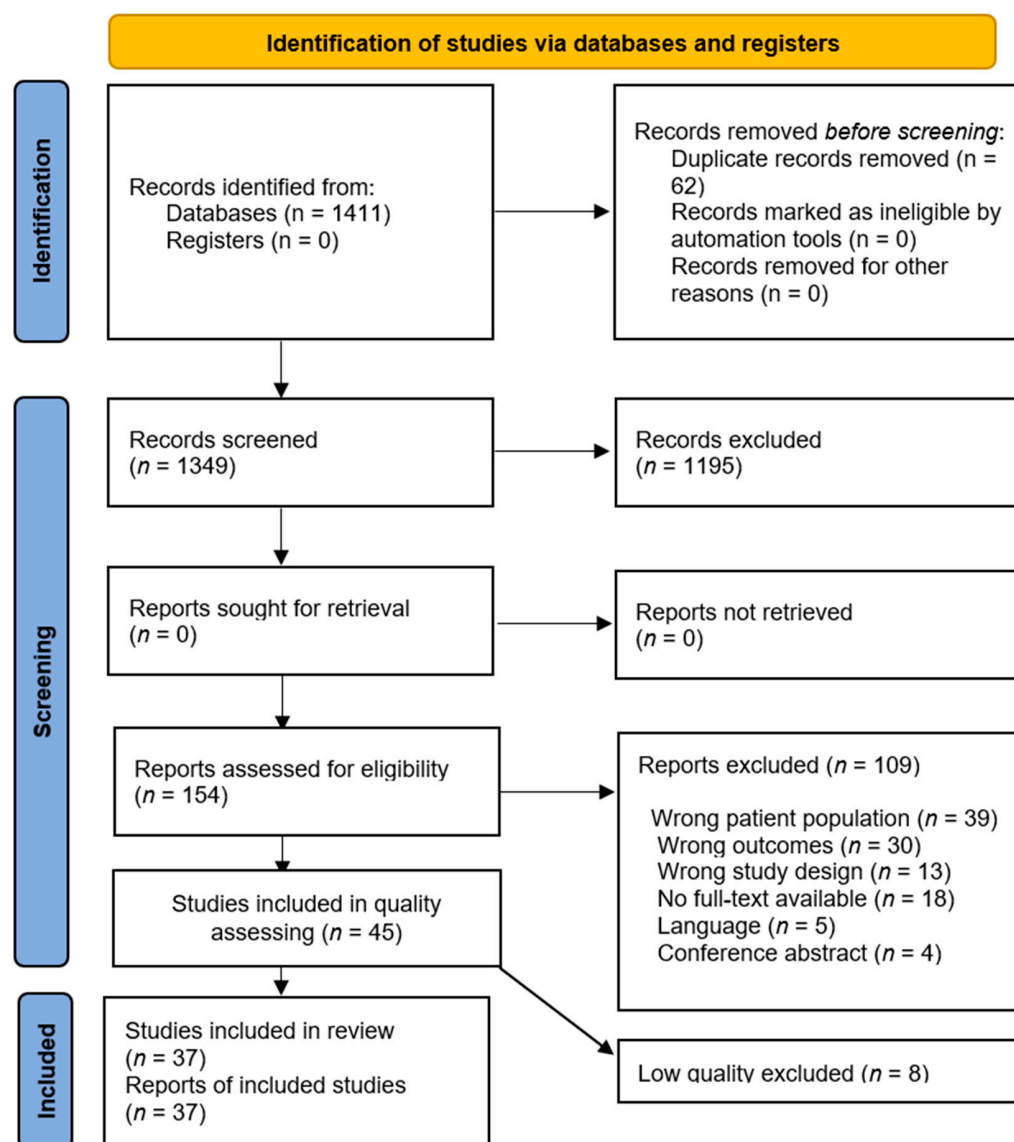 Identification of studies via databases and registers
Identification
Records identified from:
Databases (n = 1411)
Registers (n = 0)
Records removed before screening:
Duplicate records removed (n =
62)
Records marked as ineligible by
automation tools (n = 0)
Records removed for other
reasons (n = 0)
Screening
Records screened
(n = 1349)
Records excluded
(n = 1195)
Reports sought for retrieval
(n = 0)
Reports not retrieved
(n = 0)
Reports assessed for eligibility
(n = 154)
Reports excluded (n = 109)
Wrong patient population (n = 39)
Wrong outcomes (n = 30)
Wrong study design (n = 13)
No full-text available (n = 18)
Language (n = 5)
Conference abstract (n = 4)
Studies included in quality
assessing (n = 45)
Included
Studies included in review
(n = 37)
Reports of included studies
(n = 37)
Low quality excluded (n = 8)